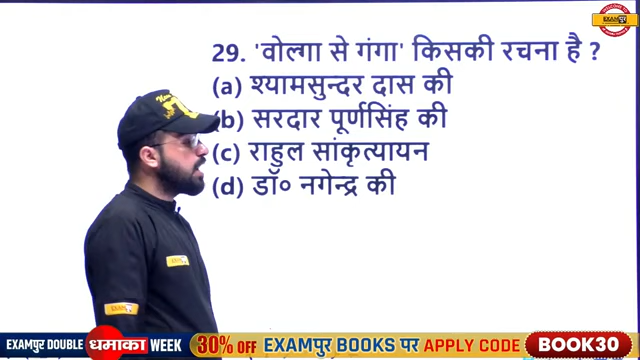 29. 'वोल्गा से गंगा' किसकी रचना है ?
(a) श्यामसुन्दर दास की
(b) सरदार पूर्णसिंह की
(c) राहुल सांकृत्यायन
(d) डॉ० नगेन्द्र की
EXAMपुर DOUBLE धमाका WEEK 30% OFF EXAMपुर BOOKS पर APPLY CODE BOOK30